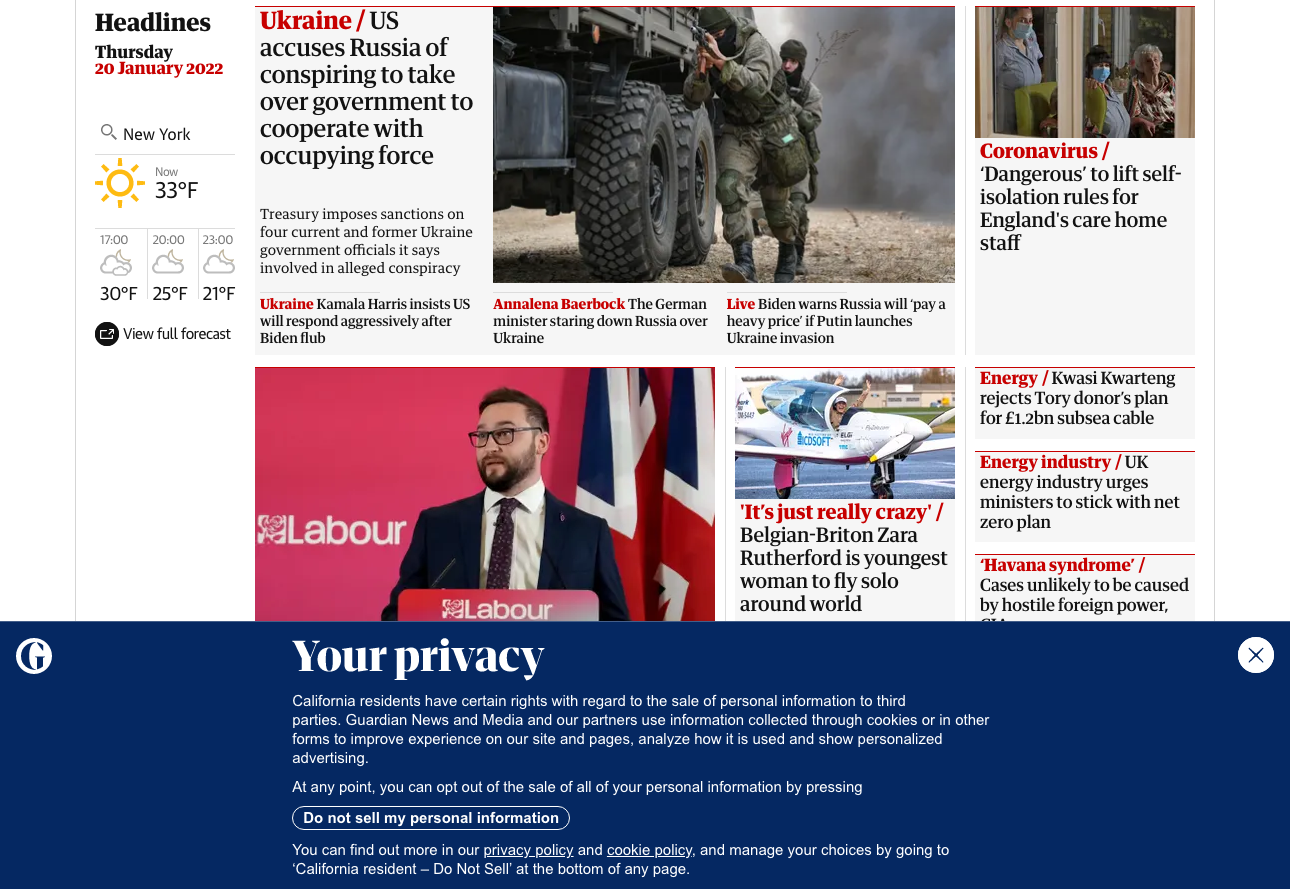 Headlines
Thursday
20 January 2022
New York
Now
33°F
17:00
20:00
23:00
30°F
25°F
21°F
View full forecast
Ukraine / US
accuses Russia of
conspiring to take
over government to
cooperate with
occupying force
Treasury imposes sanctions on
four current and former Ukraine
government officials it says
involved in alleged conspiracy
Ukraine Kamala Harris insists US
will respond aggressively after
Biden flub
Annalena Baerbock The German
minister staring down Russia over
Ukraine
Live Biden warns Russia will ‘pay a
heavy price’ if Putin launches
Ukraine invasion
Coronavirus /
‘Dangerous’ to lift self-
isolation rules for
England's care home
staff
Labour
Labour
ICDSOFT
'It’s just really crazy' /
Belgian-Briton Zara
Rutherford is youngest
woman to fly solo
around world
Energy / Kwasi Kwarteng
rejects Tory donor’s plan
for £1.2bn subsea cable
Energy industry / UK
energy industry urges
ministers to stick with net
zero plan
‘Havana syndrome’ /
Cases unlikely to be caused
by hostile foreign power,
Your privacy
California residents have certain rights with regard to the sale of personal information to third
parties. Guardian News and Media and our partners use information collected through cookies or in other
forms to improve experience on our site and pages, analyze how it is used and show personalized
advertising.
At any point, you can opt out of the sale of all of your personal information by pressing
Do not sell my personal information
You can find out more in our privacy policy and cookie policy, and manage your choices by going to
‘California resident – Do Not Sell’ at the bottom of any page.